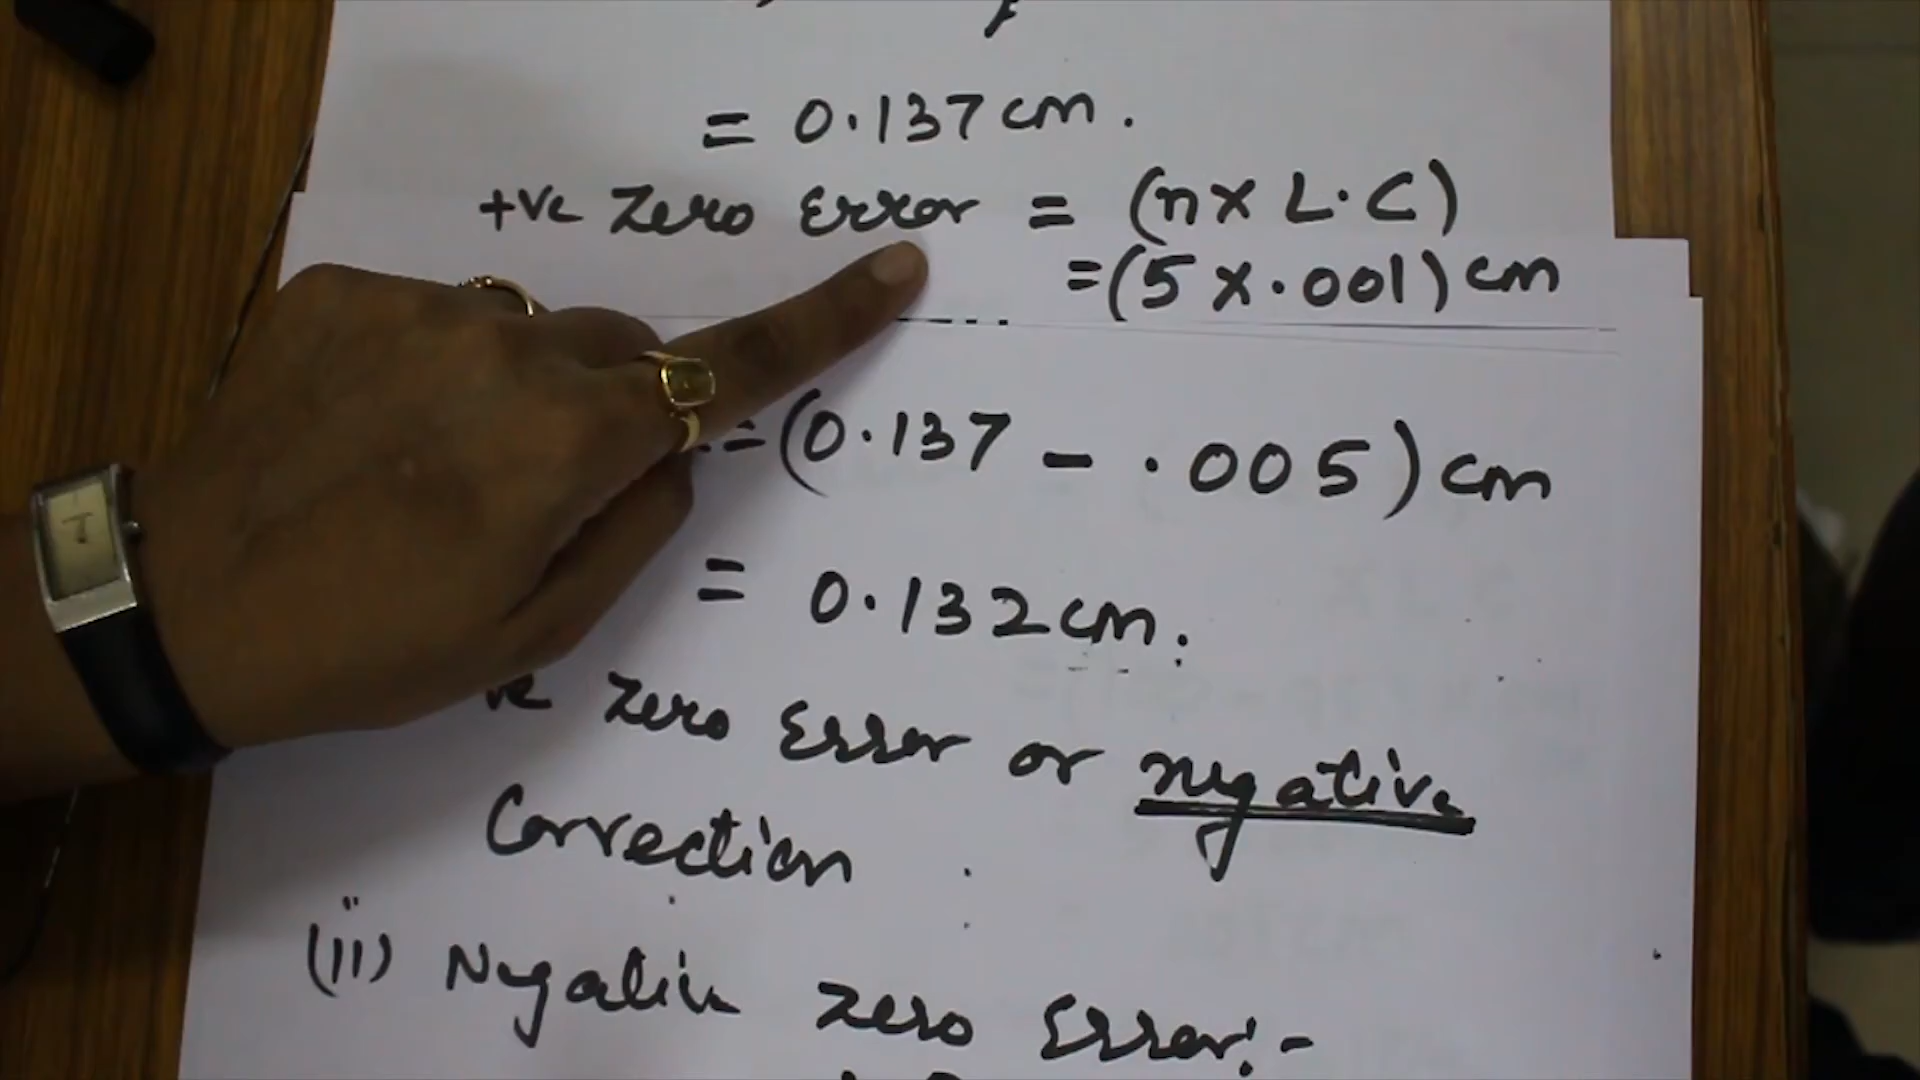 = 0.137 cm.
+ve Zero Error = (n x L.C)
= (5 x .001) cm
= (0.137 - .005) cm
= 0.132 cm.
ve zero Error or negative
Correction
(ii) Negative zero Error:-